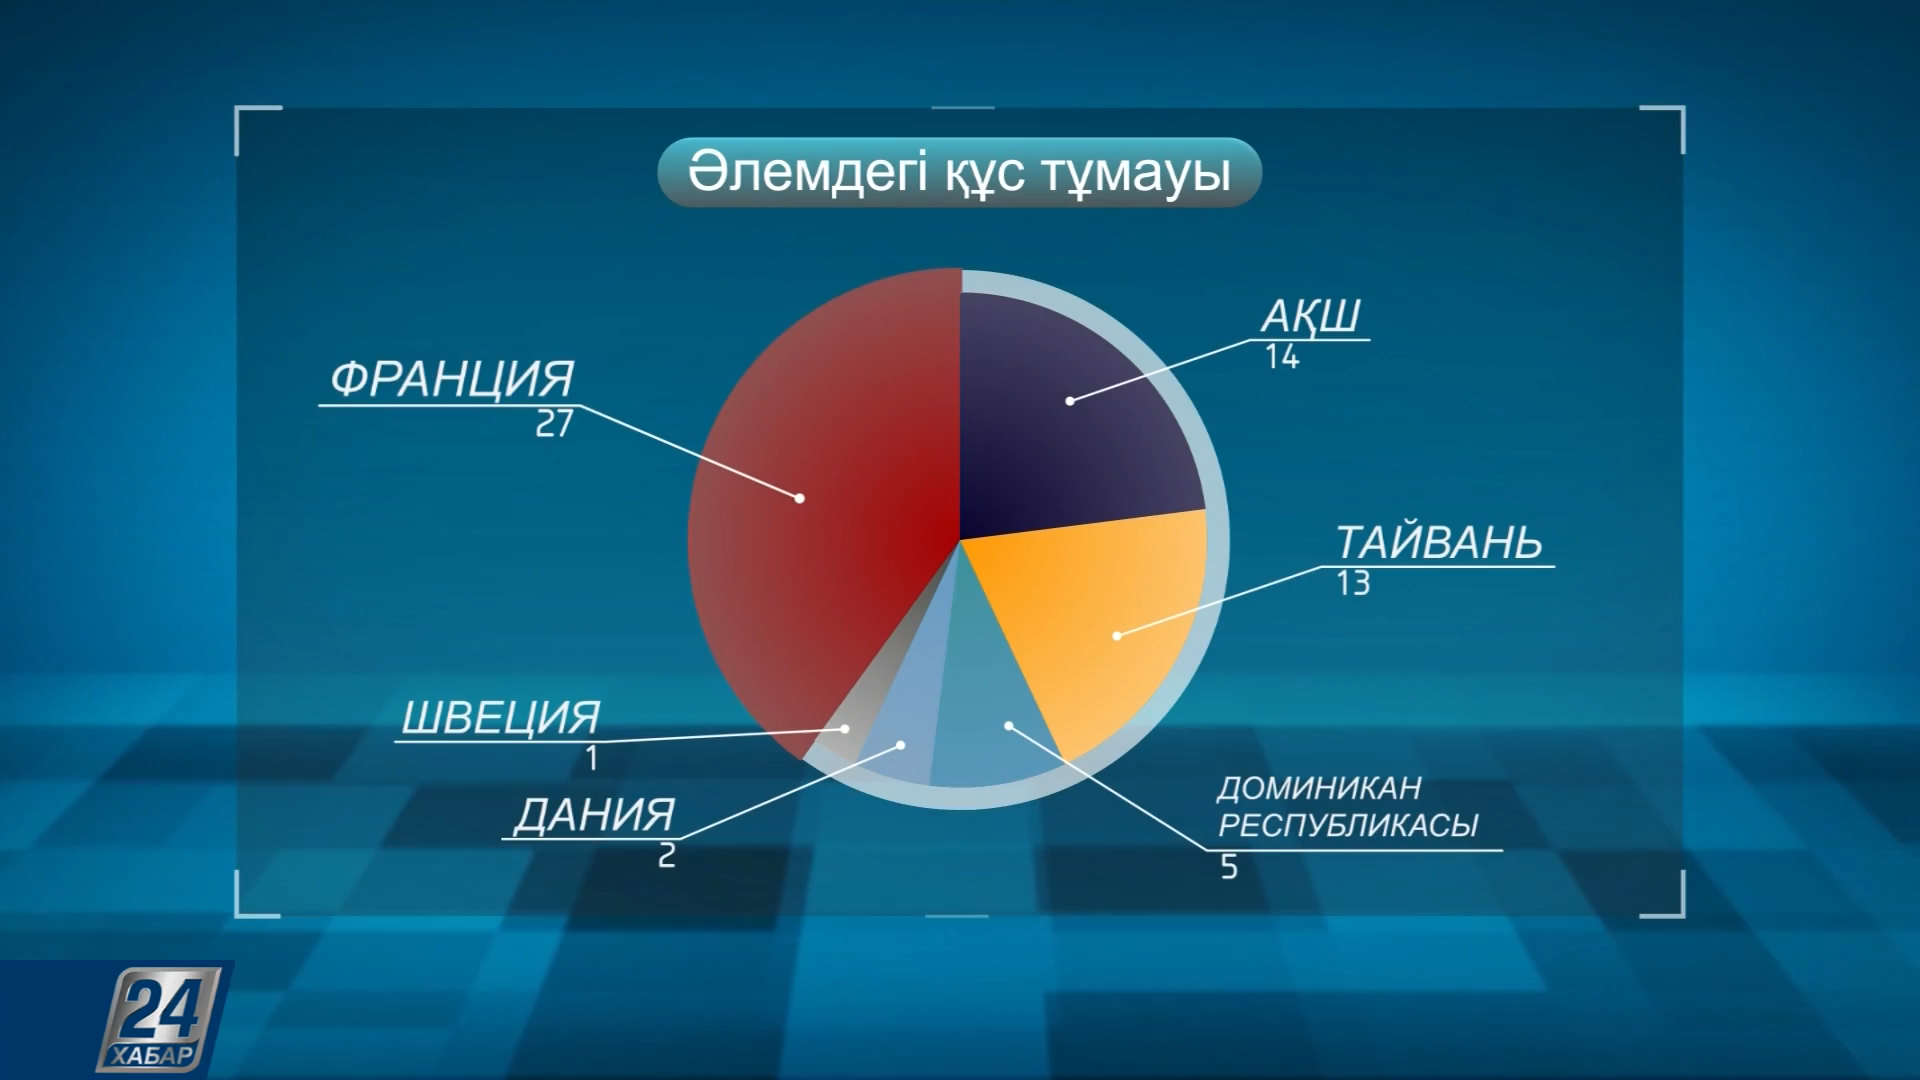 Әлемдегі құс тұмауы
АҚШ
14
ФРАНЦИЯ
27
ТАЙВАНЬ
13
ШВЕЦИЯ
1
ДАНИЯ
2
ДОМИНИКАН
РЕСПУБЛИКАСЫ
5
24
ХАБАР